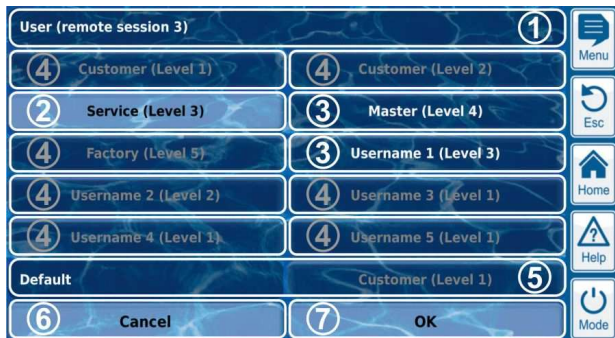 User (remote session 3) 1
Menu
4 Customer (Level 1) 4 Customer (Level 2)
2 Service (Level 3) 3 Master (Level 4)
Esc
4 Factory (Level 5) 3 Username 1 (Level 3)
4 Username 2 (Level 2) 4 Username 3 (Level 1)
Home
4 Username 4 (Level 1) 4 Username 5 (Level 1)
? Help
Default Customer (Level 1) 5
6 Cancel 7 OK
Mode